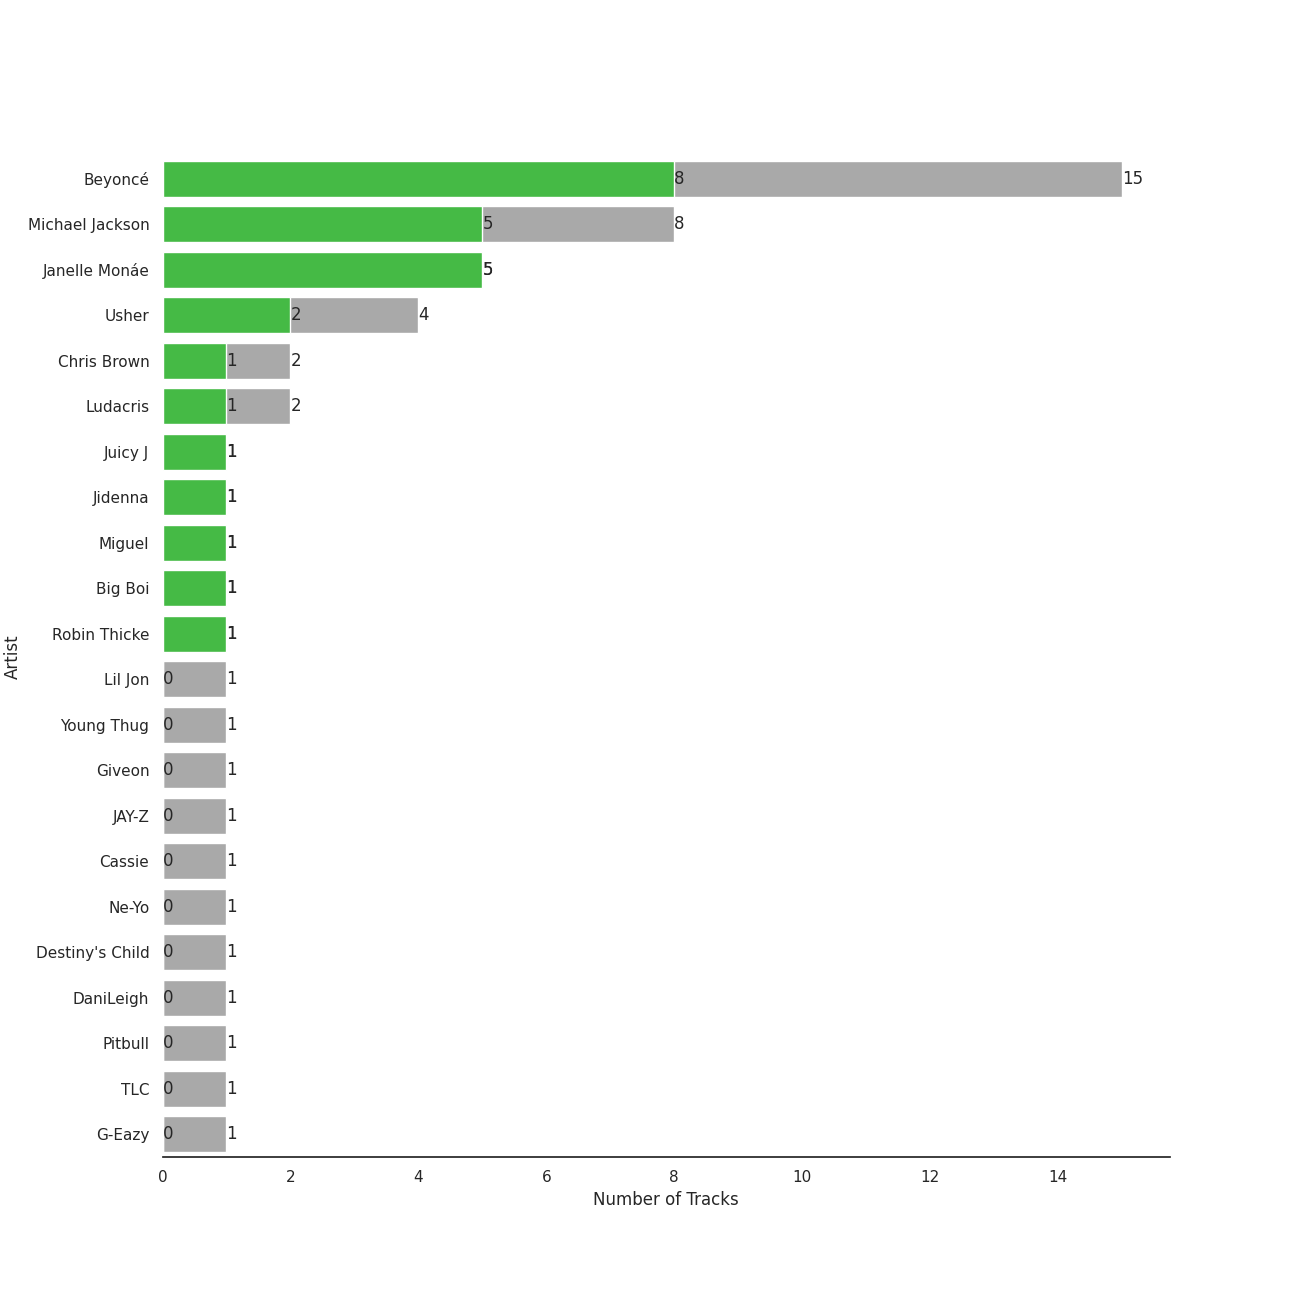 Beyoncé 8 15
Michael Jackson 5 8
Janelle Monáe 5
Usher 2 4
Chris Brown 1 2
Ludacris 1 2
Juicy J 1
Jidenna 1
Miguel 1
Big Boi 1
Robin Thicke 1
Lil Jon 0 1
Young Thug 0 1
Giveon 0 1
JAY-Z 0 1
Cassie 0 1
Ne-Yo 0 1
Destiny's Child 0 1
DaniLeigh 0 1
Pitbull 0 1
TLC 0 1
G-Eazy 0 1
Artist
0 2 4 6 8 10 12 14
Number of Tracks